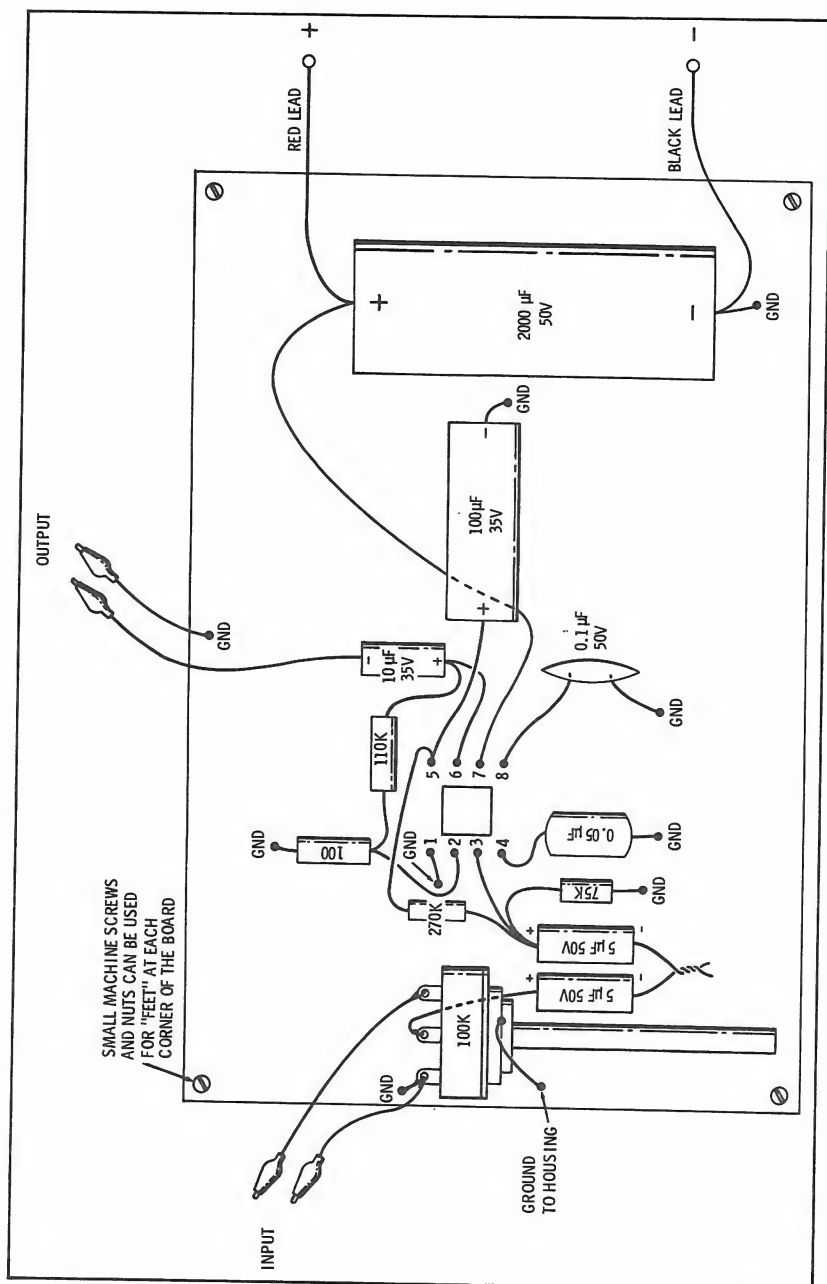 OUTPUT
+
RED LEAD
-
BLACK LEAD
+
2000 µF
50V
-
GND
GND
-
100µF
35V
+
GND
-
10 µF
35V
+
110K
0.1 µF
50V
GND
5
6
7
8
GND
100
GND
1
2
3
4
0.05 µF
GND
270K
75K
GND
+
5 µF 50V
-
+
5 µF 50V
-
SMALL MACHINE SCREWS
AND NUTS CAN BE USED
FOR "FEET" AT EACH
CORNER OF THE BOARD
100K
GND
GROUND
TO HOUSING
INPUT